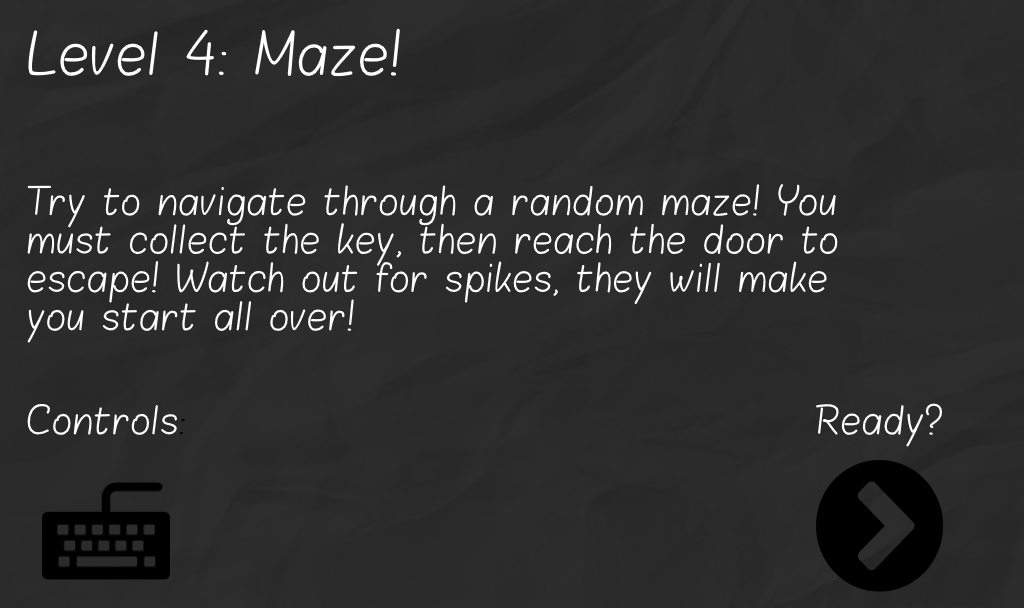 Level 4: Maze!
Try to navigate through a random maze! You
must collect the key, then reach the door to
escape! Watch out for spikes, they will make
you start all over!
Controls:
Ready?